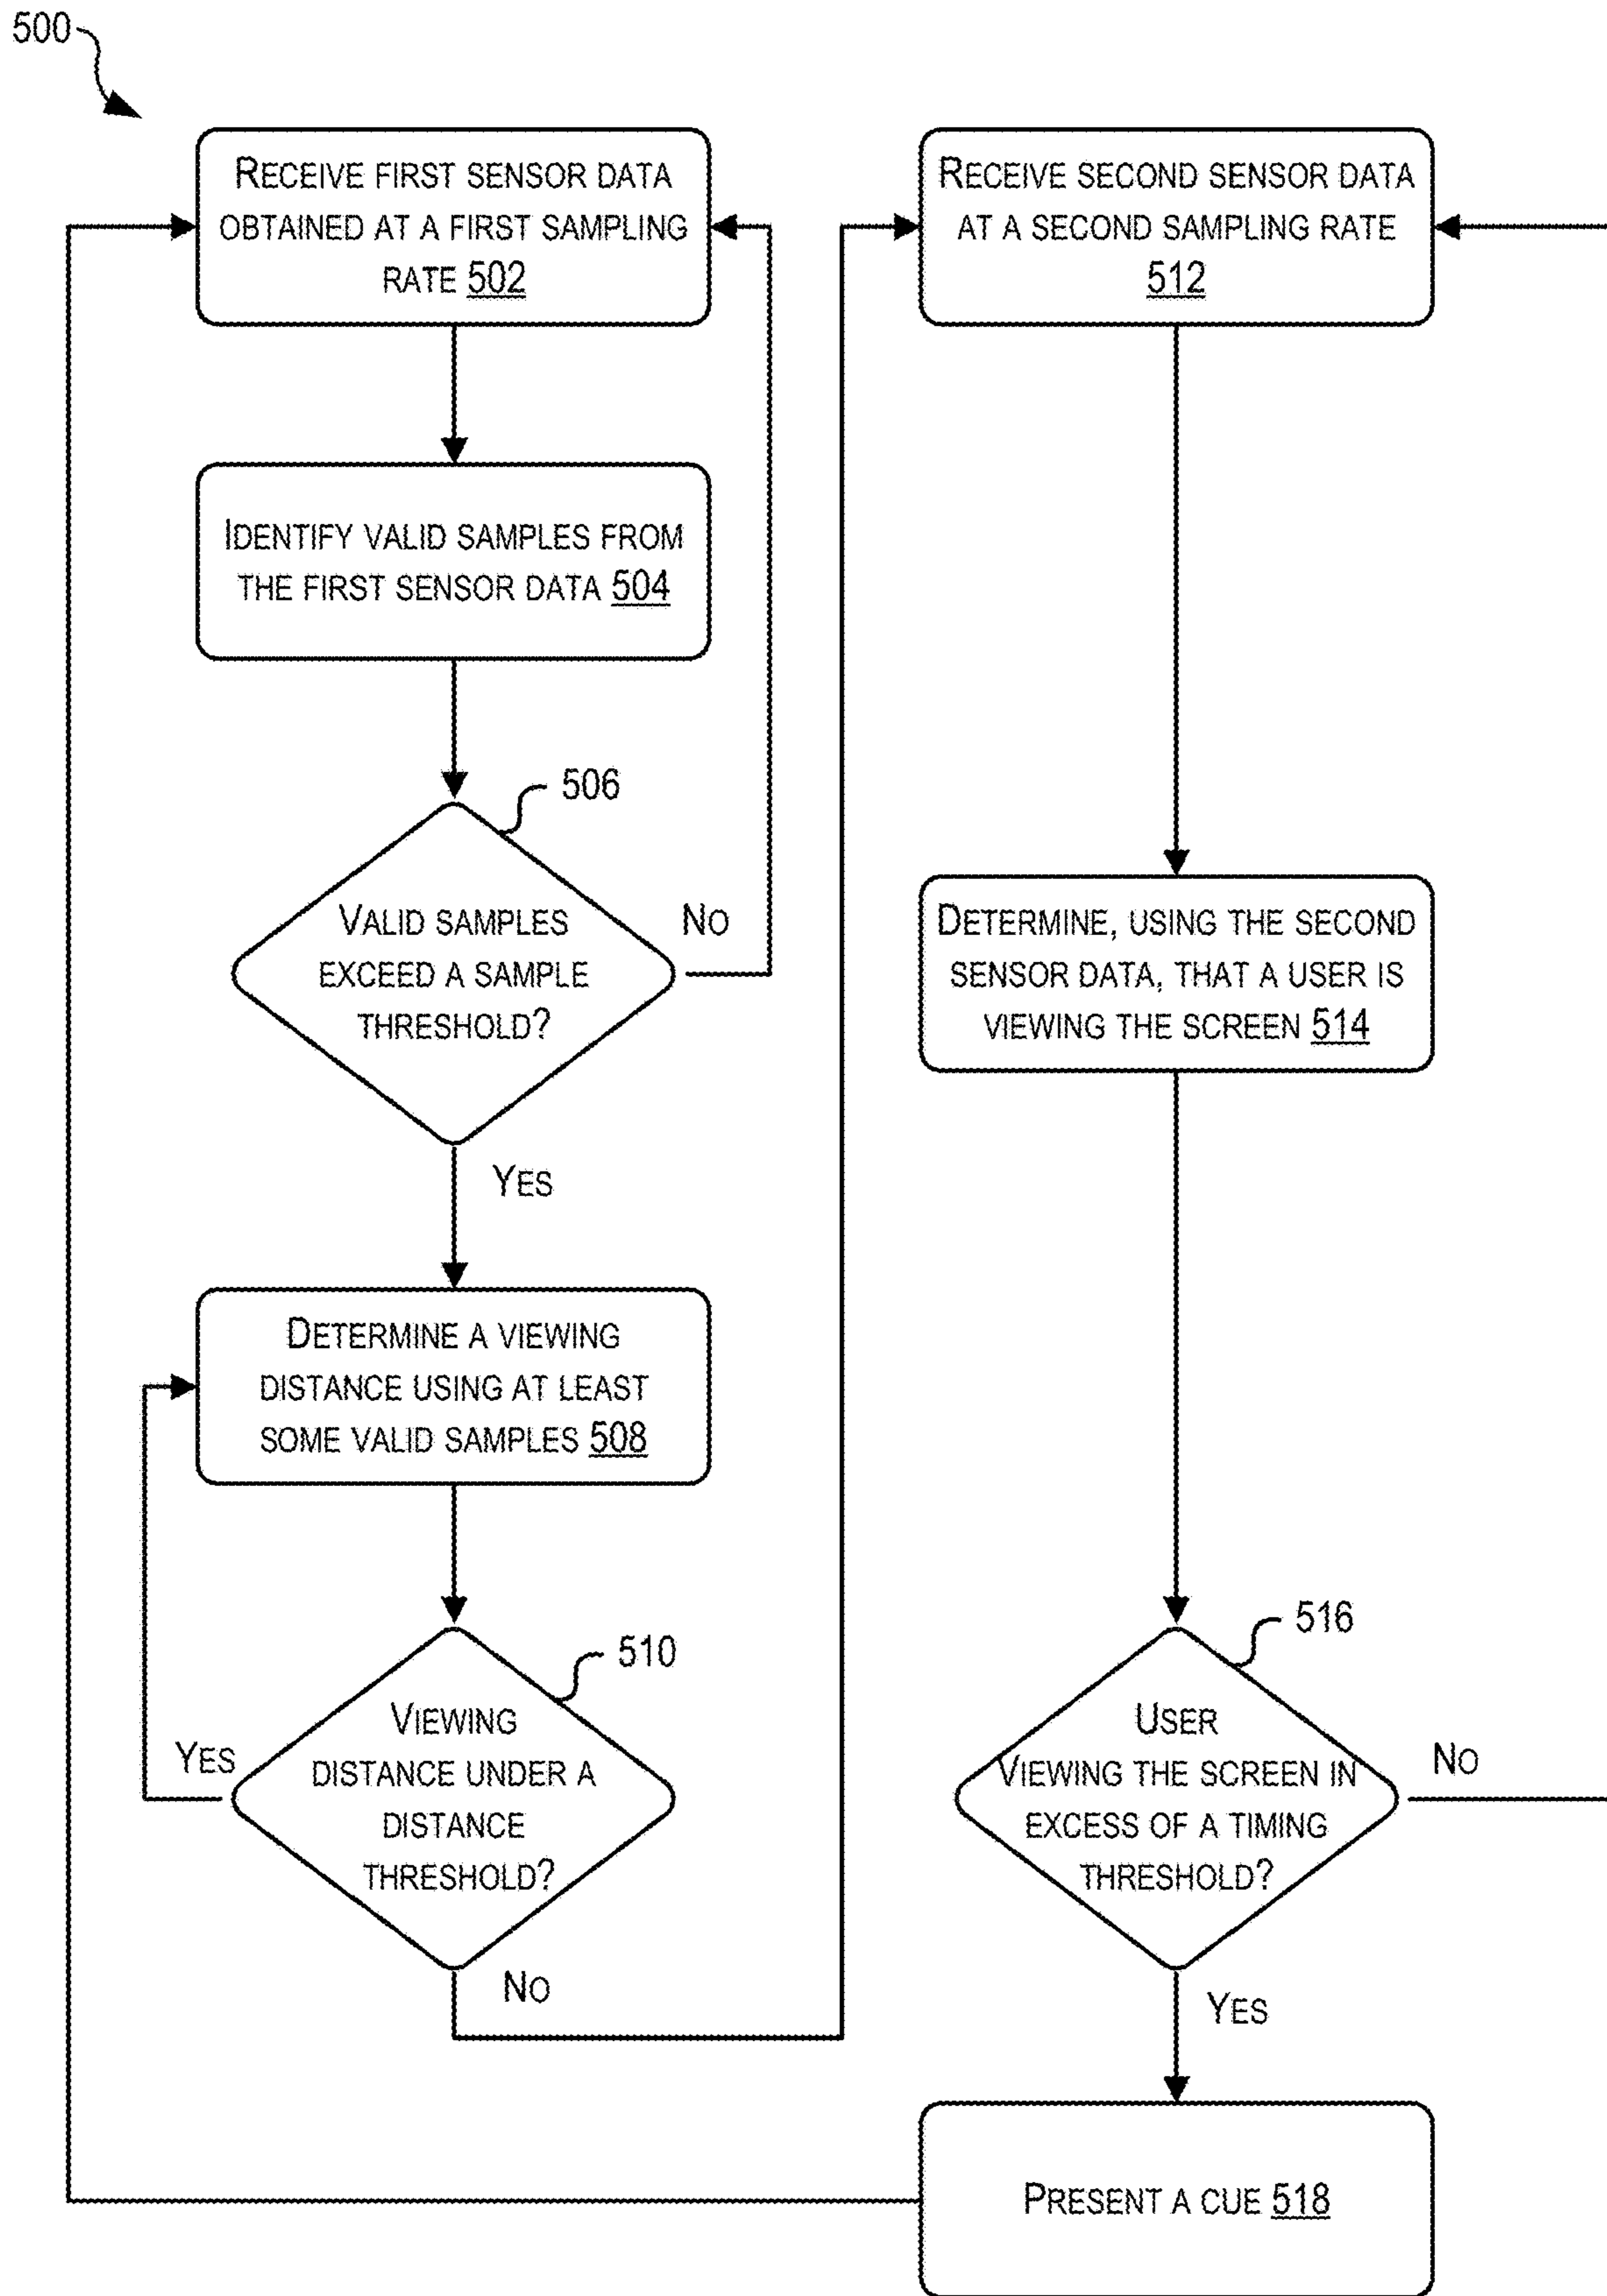 500
RECEIVE FIRST SENSOR DATA
OBTAINED AT A FIRST SAMPLING
RATE 502
IDENTIFY VALID SAMPLES FROM
THE FIRST SENSOR DATA 504
506
VALID SAMPLES
EXCEED A SAMPLE
THRESHOLD?
NO
YES
DETERMINE A VIEWING
DISTANCE USING AT LEAST
SOME VALID SAMPLES 508
510
VIEWING
DISTANCE UNDER A
DISTANCE
THRESHOLD?
YES
NO
RECEIVE SECOND SENSOR DATA
AT A SECOND SAMPLING RATE
512
DETERMINE, USING THE SECOND
SENSOR DATA, THAT A USER IS
VIEWING THE SCREEN 514
516
USER
VIEWING THE SCREEN IN
EXCESS OF A TIMING
THRESHOLD?
NO
YES
PRESENT A CUE 518